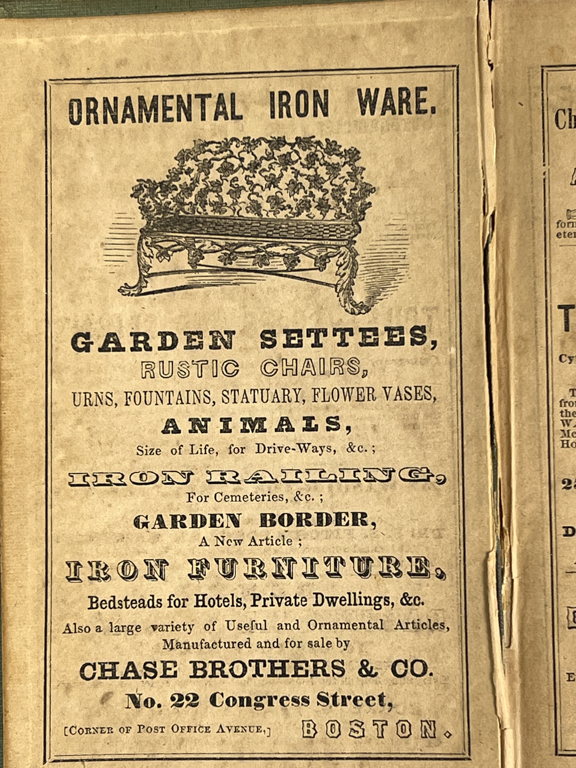 ORNAMENTAL IRON WARE.
GARDEN SETTEES,
RUSTIC CHAIRS,
URNS, FOUNTAINS, STATUARY, FLOWER VASES,
ANIMALS,
Size of Life, for Drive-Ways, &c.;
IRON RAILING,
For Cemeteries, &c.;
GARDEN BORDER,
A New Article;
IRON FURNITURE,
Bedsteads for Hotels, Private Dwellings, &c.
Also a large variety of Useful and Ornamental Articles,
Manufactured and for sale by
CHASE BROTHERS & CO.
No. 22 Congress Street,
[CORNER OF POST OFFICE AVENUE,] BOSTON.